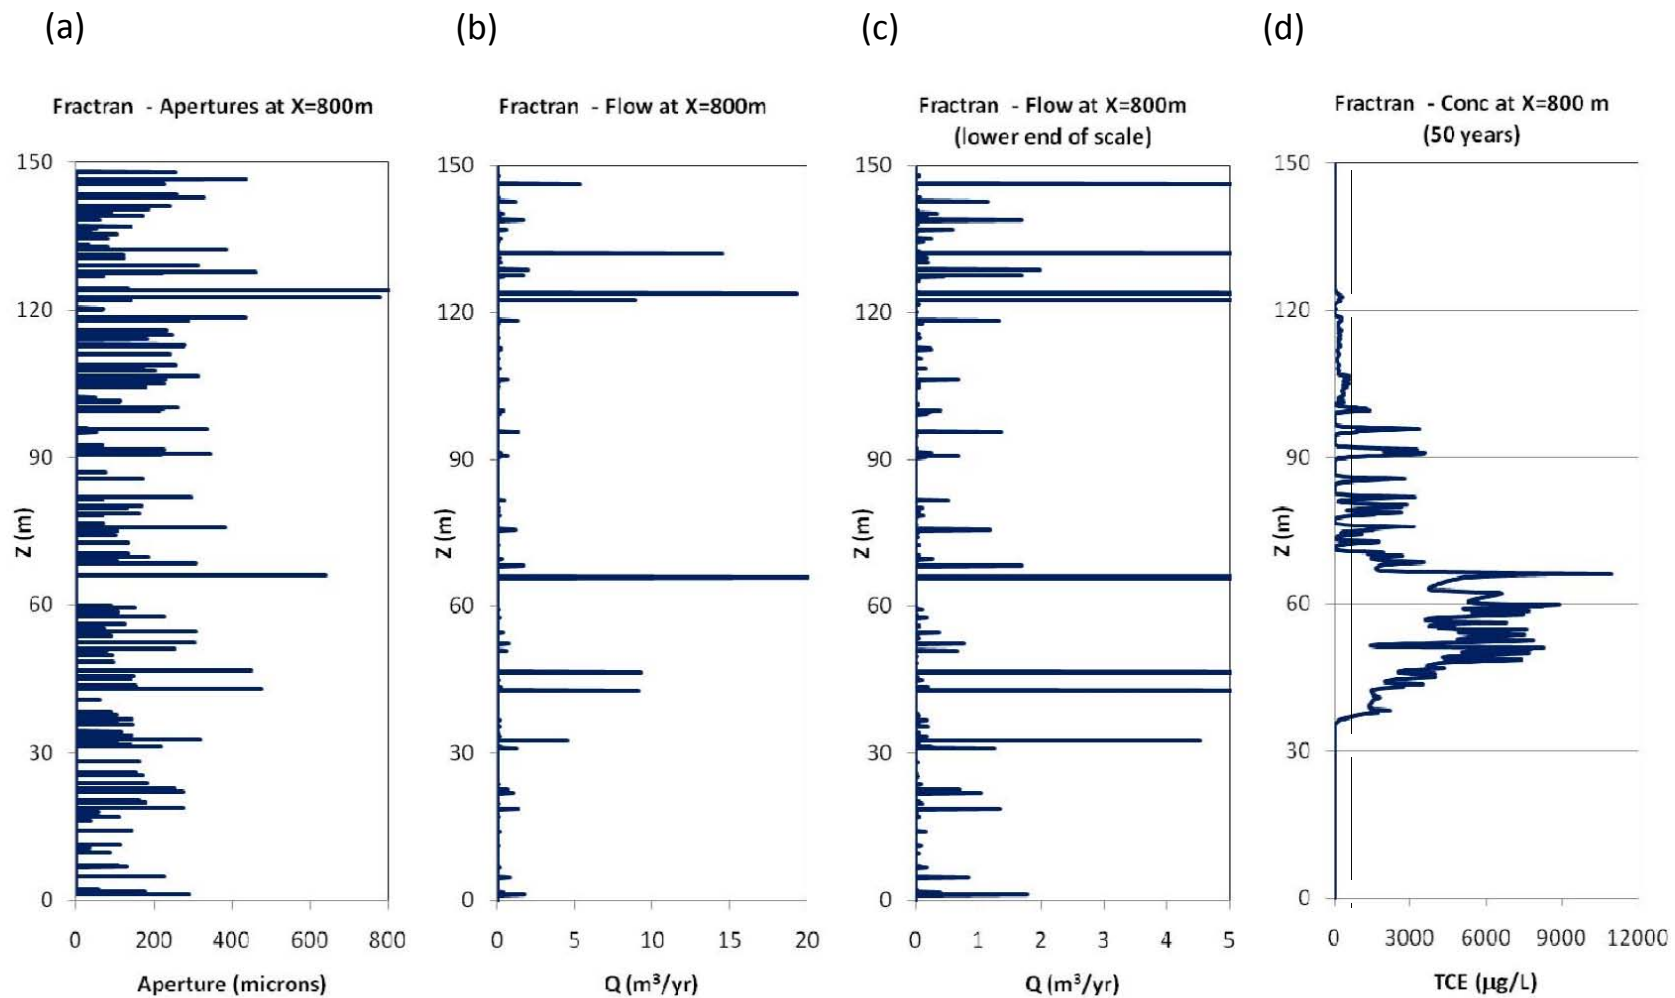 (a)
(b)
(c)
(d)
Fractran - Apertures at X=800m
Fractran - Flow at X=800m
Fractran - Flow at X=800m
(lower end of scale)
Fractran - Conc at X=800 m
(50 years)
150
120
90
60
30
0
Z (m)
0 200 400 600 800
Aperture (microns)
150
120
90
60
30
0
Z (m)
0 5 10 15 20
Q (m³/yr)
150
120
90
60
30
0
Z (m)
0 1 2 3 4 5
Q (m³/yr)
150
120
90
60
30
0
Z (m)
0 3000 6000 9000 12000
TCE (µg/L)